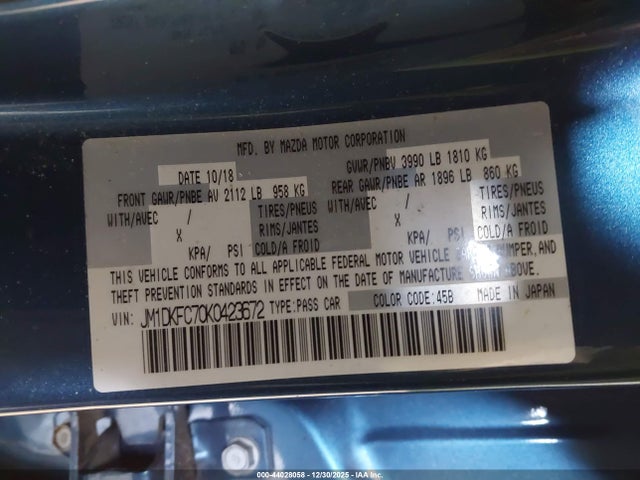 MFD. BY MAZDA MOTOR CORPORATION
DATE 10/18
GVWR/PNBV 3990 LB 1810 KG
FRONT GAWR/PNBE AV 2112 LB 958 KG
REAR GAWR/PNBE AR 1896 LB 860 KG
WITH/AVEC / TIRES/PNEUS
WITH/AVEC / TIRES/PNEUS
X RIMS/JANTES
X RIMS/JANTES
KPA/ PSI COLD/A FROID
KPA/ PSI COLD/A FROID
THIS VEHICLE CONFORMS TO ALL APPLICABLE FEDERAL MOTOR VEHICLE BUMPER, AND
THEFT PREVENTION STANDARDS IN EFFECT ON THE DATE OF MANUFACTURE SHOWN ABOVE.
VIN: JM1DKFC70K0423672 TYPE:PASS CAR COLOR CODE:45B MADE IN JAPAN
000-44028058 - 12/30/2025 - IAA Inc.